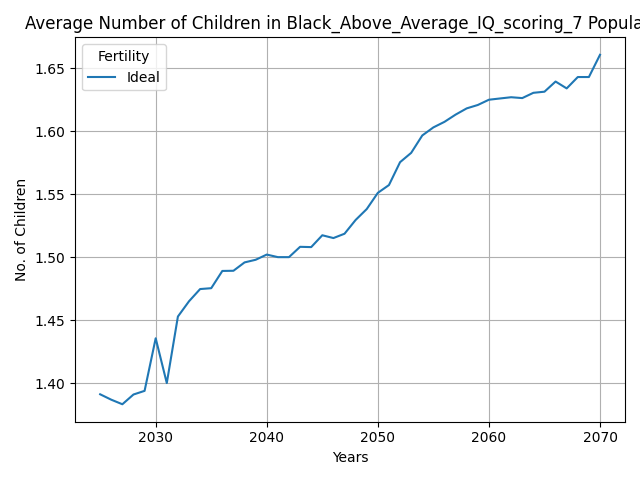 Average Number of Children in Black_Above_Average_IQ_scoring_7 Popula
Fertility
Ideal
1.65
1.60
1.55
1.50
1.45
1.40
No. of Children
2030 2040 2050 2060 2070
Years